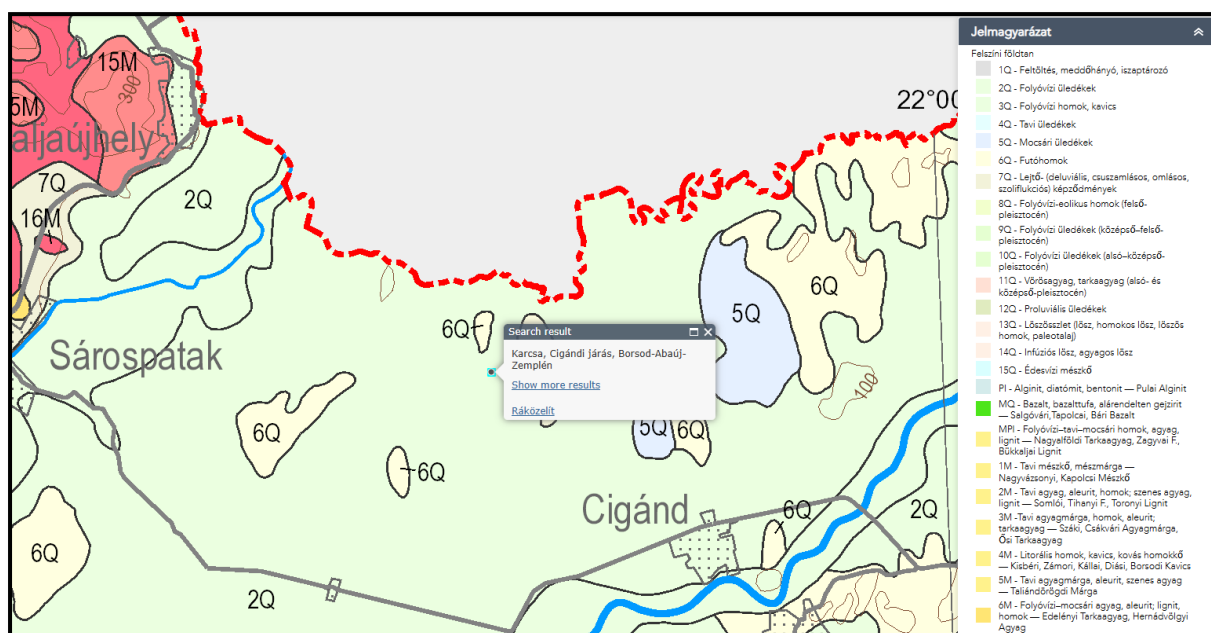 15M
300
5M
aljaújhely
7Q
2Q
16M
Sárospatak
22°00
6Q
5Q
6Q
Search result
Karcsa, Cigándi járás, Borsod-Abaúj-
Zemplén
Show more results
Ráközelít
100
6Q
5Q
6Q
6Q
Cigánd
6Q
2Q
6Q
2Q
Jelmagyarázat
Felszíni földtan
1Q - Feltöltés, meddőhányó, iszaptározó
2Q - Folyóvízi üledékek
3Q - Folyóvízi homok, kavics
4Q - Tavi üledékek
5Q - Mocsári üledékek
6Q - Futóhomok
7Q - Lejtő- (deluviális, csuszamlásos, omlásos,
szoliflukciós) képződmények
8Q - Folyóvízi-eolikus homok (felső-
pleisztocén)
9Q - Folyóvízi üledékek (középső–felső-
pleisztocén)
10Q - Folyóvízi üledékek (alsó–középső-
pleisztocén)
11Q - Vörösagyag, tarkaagyag (alsó- és
középső-pleisztocén)
12Q - Proluviális üledékek
13Q - Löszösszlet (lösz, homokos lösz, löszös
homok, paleotalaj)
14Q - Infúziós lösz, agyagos lösz
15Q - Édesvízi mészkő
PI - Alginit, diatómit, bentonit — Pulai Alginit
MQ - Bazalt, bazalttufa, alárendelten gejzirit
— Salgóvári,Tapolcai, Bári Bazalt
MPI - Folyóvízi–tavi–mocsári homok, agyag,
lignit — Nagyalföldi Tarkaagyag, Zagyvai F.,
Bükkaljai Lignit
1M - Tavi mészkő, mészmárga —
Nagyvázsonyi, Kapolcsi Mészkő
2M - Tavi agyag, aleurit, homok; szenes agyag,
lignit — Somlói, Tihanyi F., Toronyi Lignit
3M -Tavi agyagmárga, homok, aleurit;
tarkaagyag — Száki, Csákvári Agyagmárga,
Ősi Tarkaagyag
4M - Litorális homok, kavics, kovás homokkő
— Kisbéri, Zámori, Kállai, Diási, Borsodi Kavics
5M - Tavi agyagmárga, aleurit, szenes agyag
— Taliándörögdi Márga
6M - Folyóvízi–mocsári agyag, aleurit; lignit,
homok — Edelényi Tarkaagyag, Hernádvölgyi
Agyag